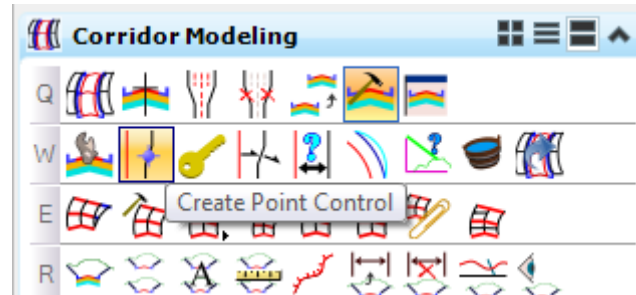 Corridor Modeling
Q
W
Create Point Control
E
R
A